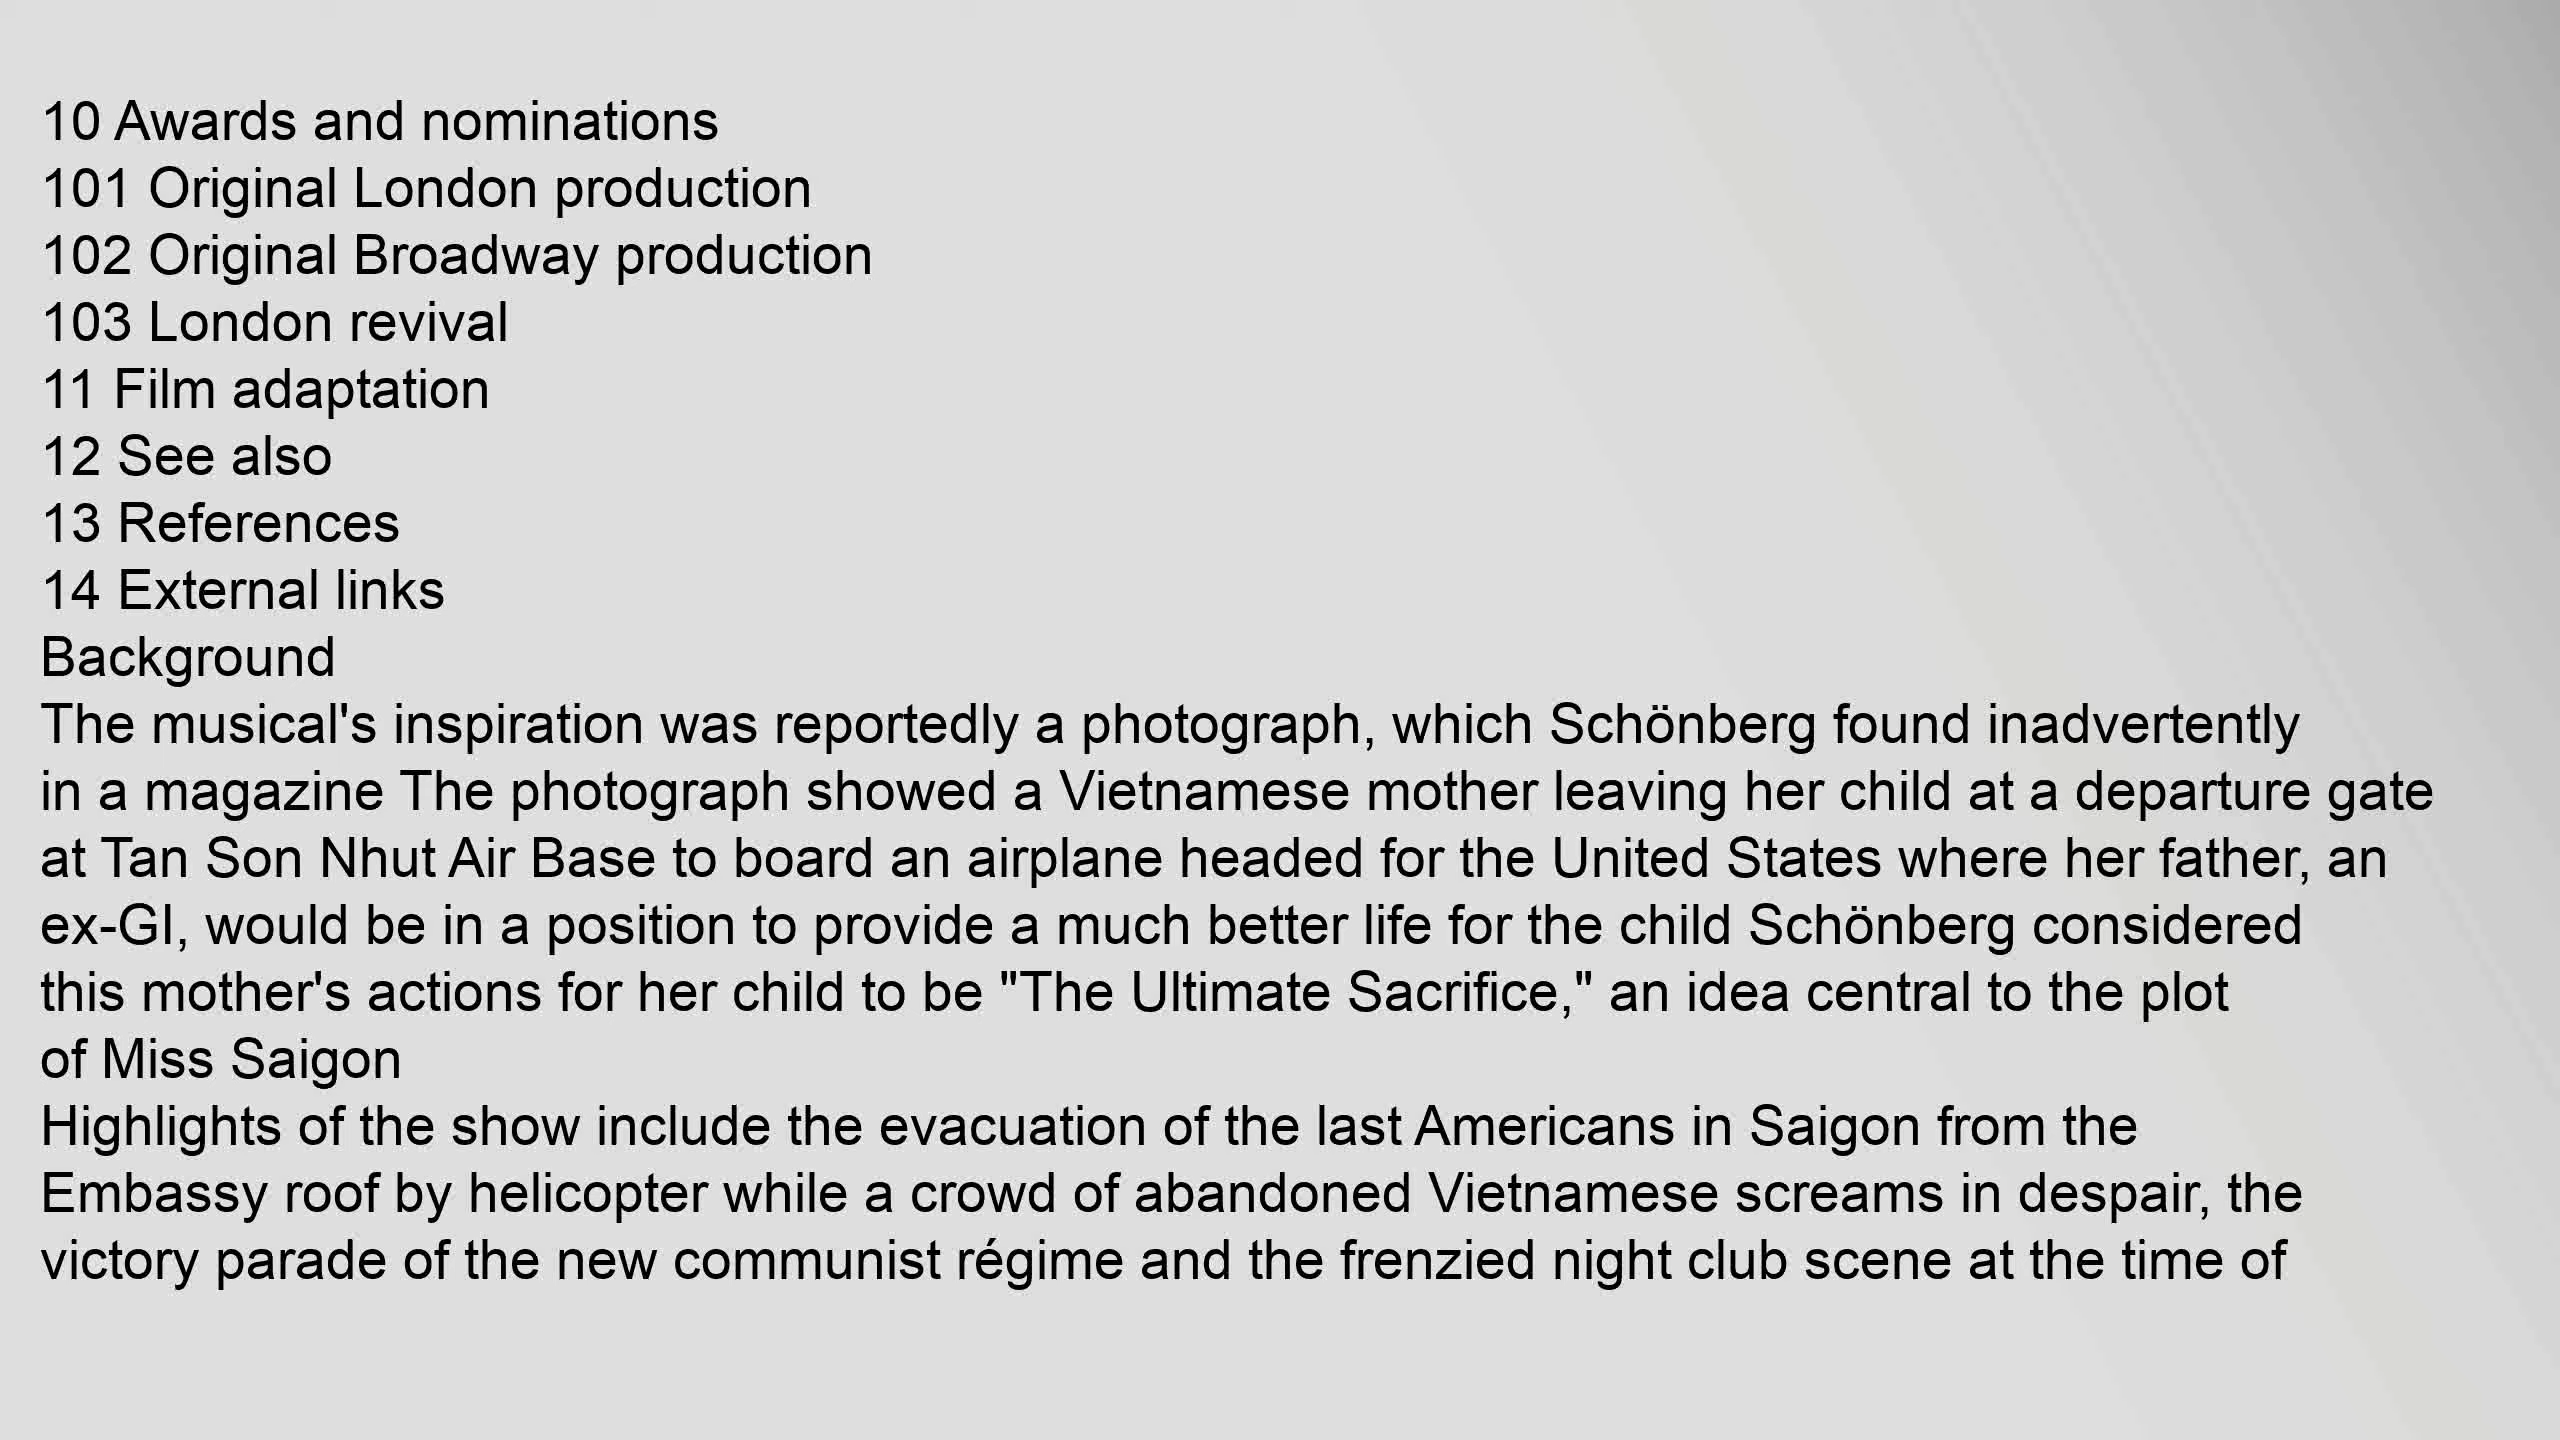 10 Awards and nominations
101 Original London production
102 Original Broadway production
103 London revival
11 Film adaptation
12 See also
13 References
14 External links
Background
The musical's inspiration was reportedly a photograph, which Schönberg found inadvertently
in a magazine The photograph showed a Vietnamese mother leaving her child at a departure gate
at Tan Son Nhut Air Base to board an airplane headed for the United States where her father, an
ex-GI, would be in a position to provide a much better life for the child Schönberg considered
this mother's actions for her child to be "The Ultimate Sacrifice," an idea central to the plot
of Miss Saigon
Highlights of the show include the evacuation of the last Americans in Saigon from the
Embassy roof by helicopter while a crowd of abandoned Vietnamese screams in despair, the
victory parade of the new communist régime and the frenzied night club scene at the time of